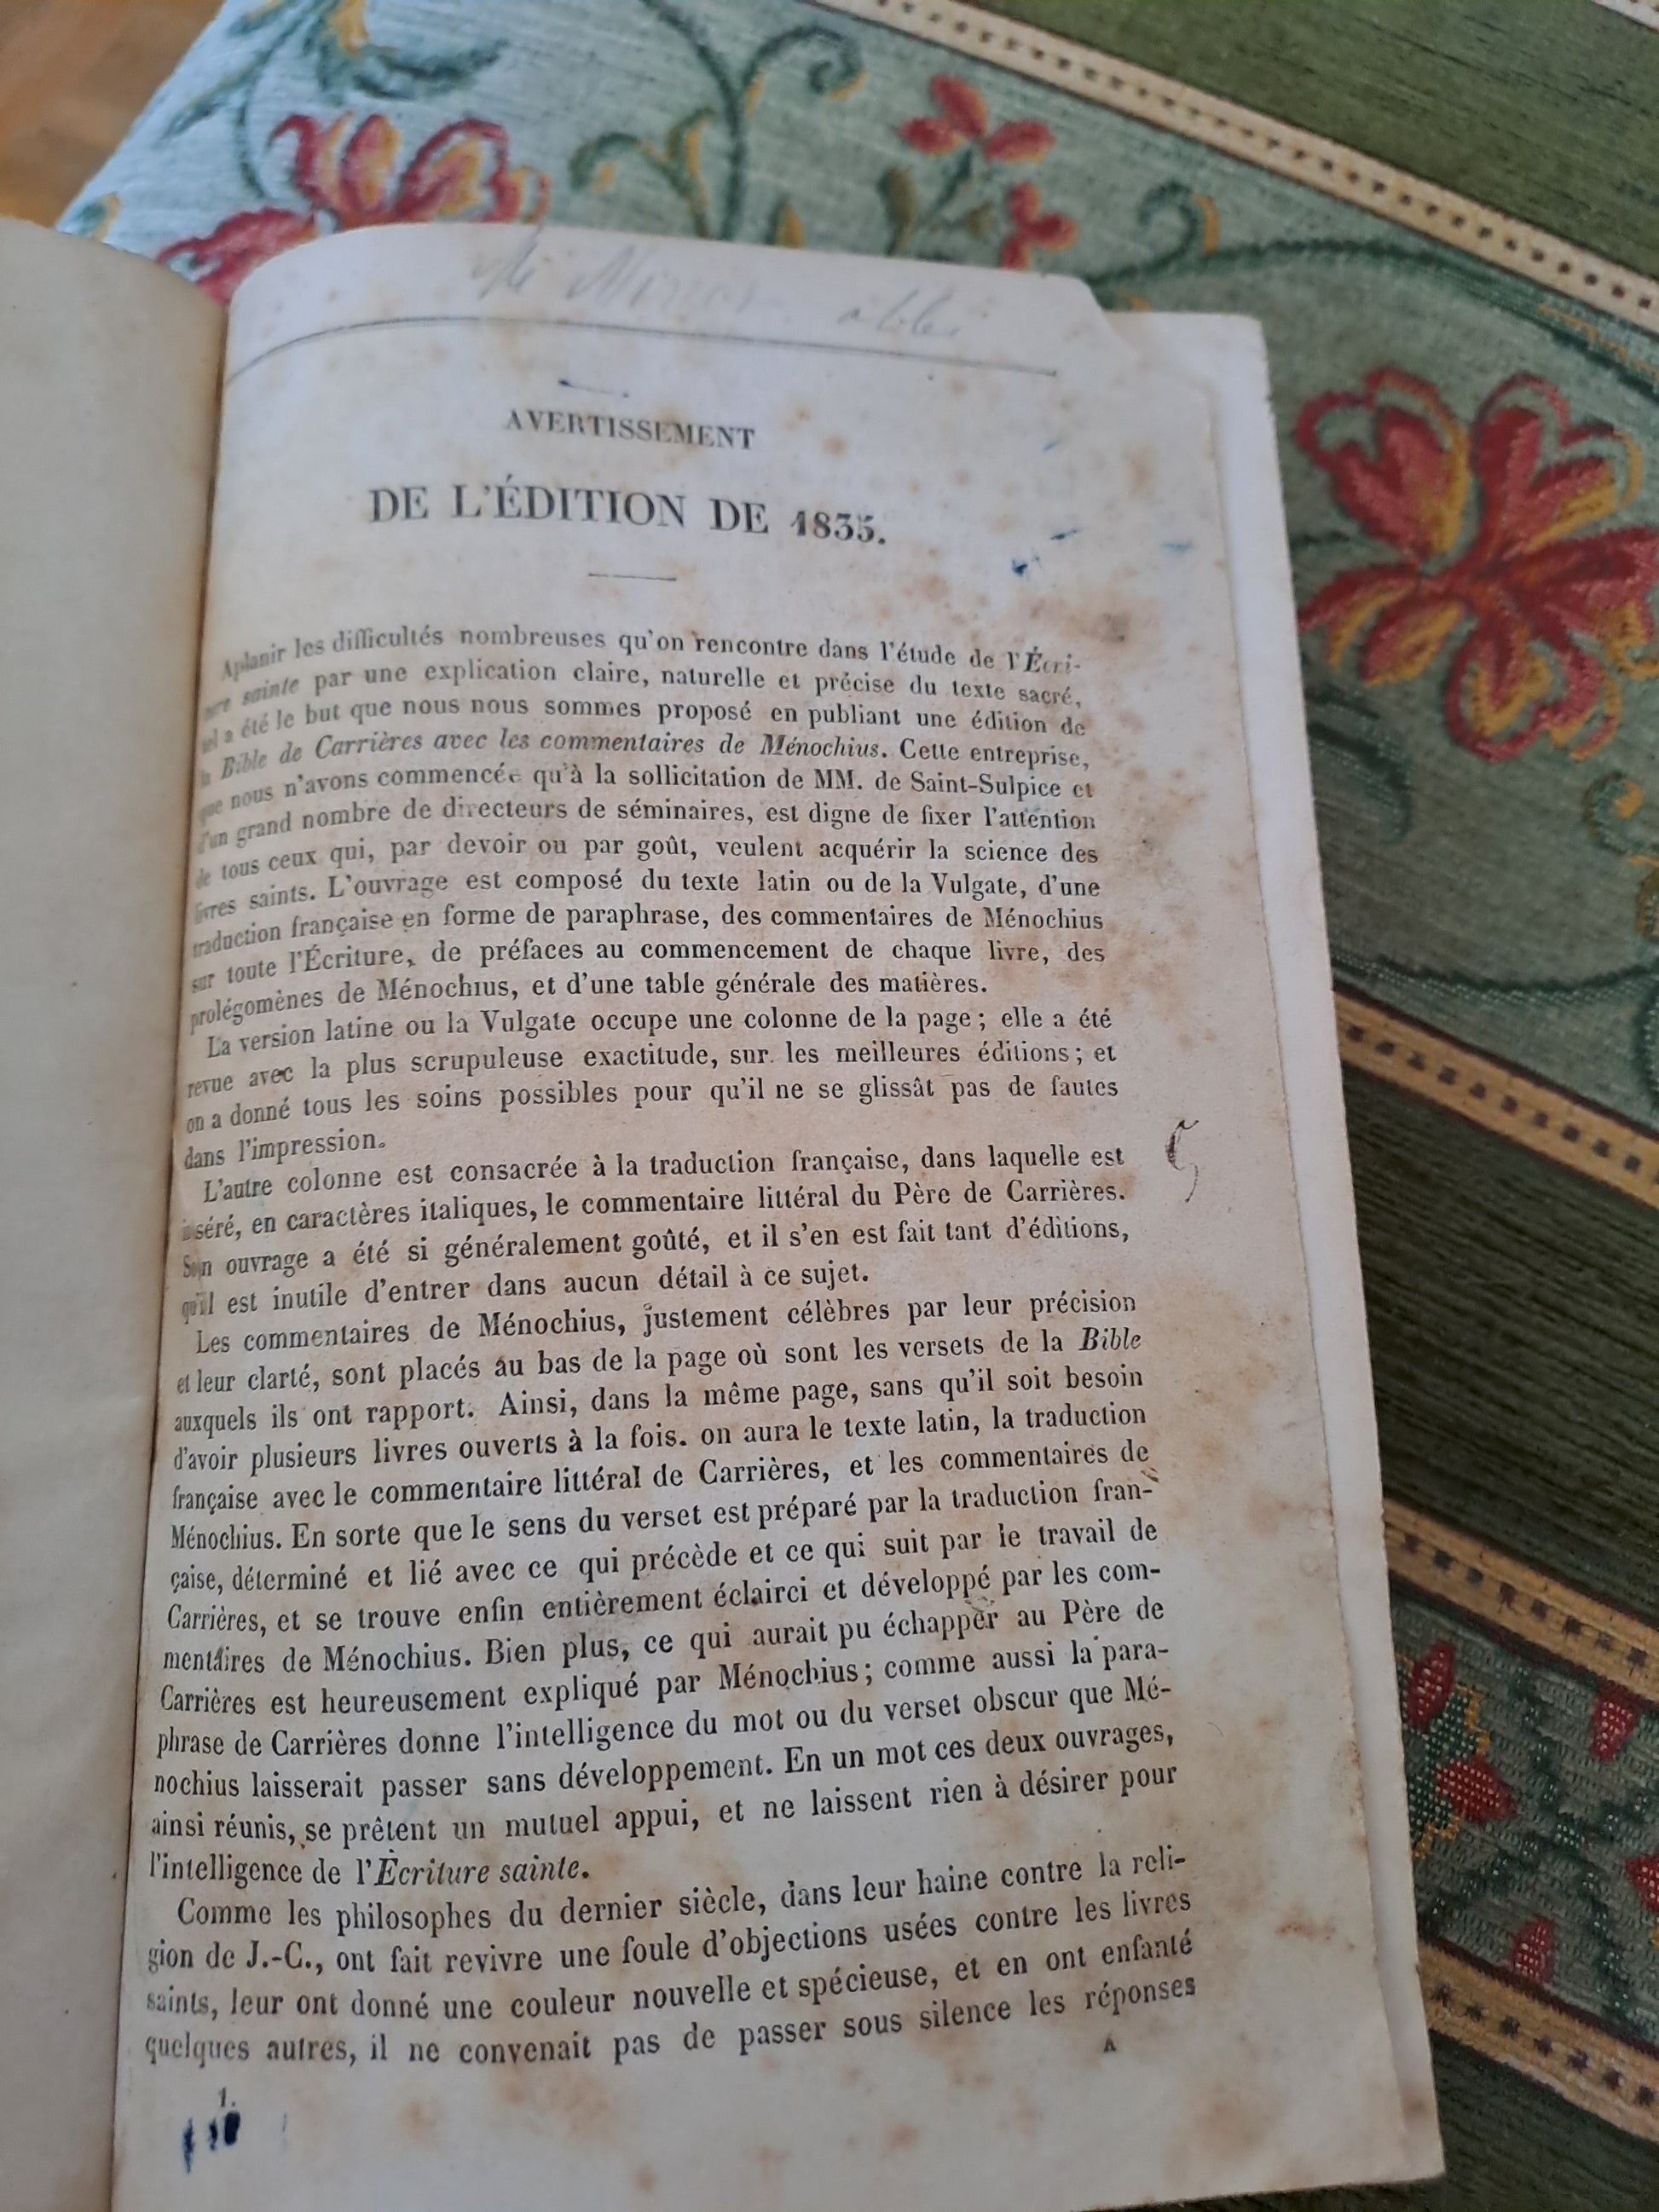 abbé
AVERTISSEMENT
DE L'ÉDITION DE 1835.
Aplanir les difficultés nombreuses qu'on rencontre dans l'étude de l'Écri-
ture sainte par une explication claire, naturelle et précise du texte sacré,
tel a été le but que nous nous sommes proposé en publiant une édition de
la Bible de Carrières avec les commentaires de Ménochius. Cette entreprise,
que nous n'avons commencée qu'à la sollicitation de MM. de Saint-Sulpice et
d'un grand nombre de directeurs de séminaires, est digne de fixer l'attention
de tous ceux qui, par devoir ou par goût, veulent acquérir la science des
livres saints. L'ouvrage est composé du texte latin ou de la Vulgate, d'une
traduction française en forme de paraphrase, des commentaires de Ménochius
sur toute l'Écriture, de préfaces au commencement de chaque livre, des
prolégomènes de Ménochius, et d'une table générale des matières.
La version latine ou la Vulgate occupe une colonne de la page; elle a été
revue avec la plus scrupuleuse exactitude, sur les meilleures éditions; et
on a donné tous les soins possibles pour qu'il ne se glissât pas de fautes
dans l'impression.
L'autre colonne est consacrée à la traduction française, dans laquelle est
inséré, en caractères italiques, le commentaire littéral du Père de Carrières.
Son ouvrage a été si généralement goûté, et il s'en est fait tant d'éditions,
qu'il est inutile d'entrer dans aucun détail à ce sujet.
Les commentaires de Ménochius, justement célèbres par leur précision
et leur clarté, sont placés au bas de la page où sont les versets de la Bible
auxquels ils ont rapport. Ainsi, dans la même page, sans qu'il soit besoin
d'avoir plusieurs livres ouverts à la fois. on aura le texte latin, la traduction
française avec le commentaire littéral de Carrières, et les commentaires de
Ménochius. En sorte que le sens du verset est préparé par la traduction fran-
çaise, déterminé et lié avec ce qui précède et ce qui suit par le travail de
Carrières, et se trouve enfin entièrement éclairci et développé par les com-
mentaires de Ménochius. Bien plus, ce qui aurait pu échapper au Père de
Carrières est heureusement expliqué par Ménochius; comme aussi la para-
phrase de Carrières donne l'intelligence du mot ou du verset obscur que Mé-
nochius laisserait passer sans développement. En un mot ces deux ouvrages,
ainsi réunis, se prêtent un mutuel appui, et ne laissent rien à désirer pour
l'intelligence de l'Écriture sainte.
Comme les philosophes du dernier siècle, dans leur haine contre la reli-
gion de J.-C., ont fait revivre une foule d'objections usées contre les livres
saints, leur ont donné une couleur nouvelle et spécieuse, et en ont enfanté
quelques autres, il ne convenait pas de passer sous silence les réponses
1. A